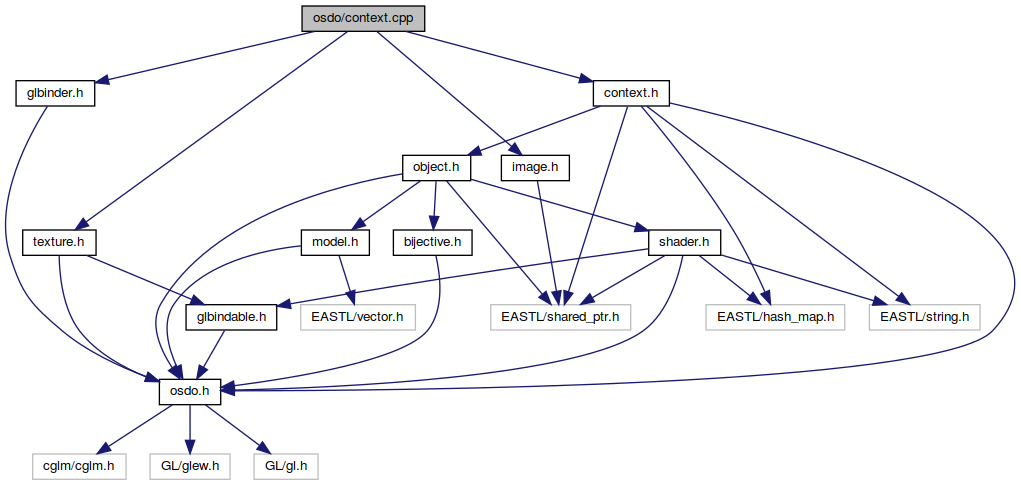 osdo/context.cpp
glbinder.h
context.h
object.h
image.h
texture.h
model.h
bijective.h
shader.h
glbindable.h
EASTL/vector.h
EASTL/shared_ptr.h
EASTL/hash_map.h
EASTL/string.h
osdo.h
cglm/cglm.h
GL/glew.h
GL/gl.h